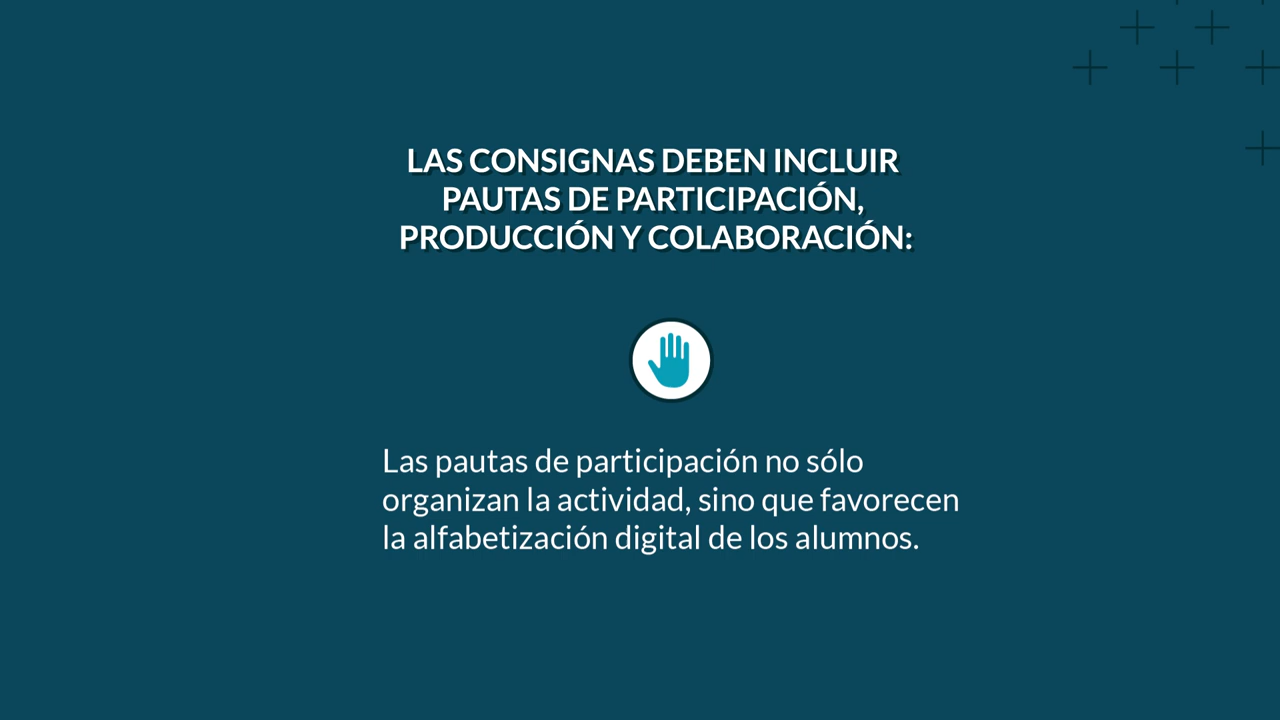 LAS CONSIGNAS DEBEN INCLUIR
PAUTAS DE PARTICIPACIÓN,
PRODUCCIÓN Y COLABORACIÓN:
Las pautas de participación no sólo
organizan la actividad, sino que favorecen
la alfabetización digital de los alumnos.